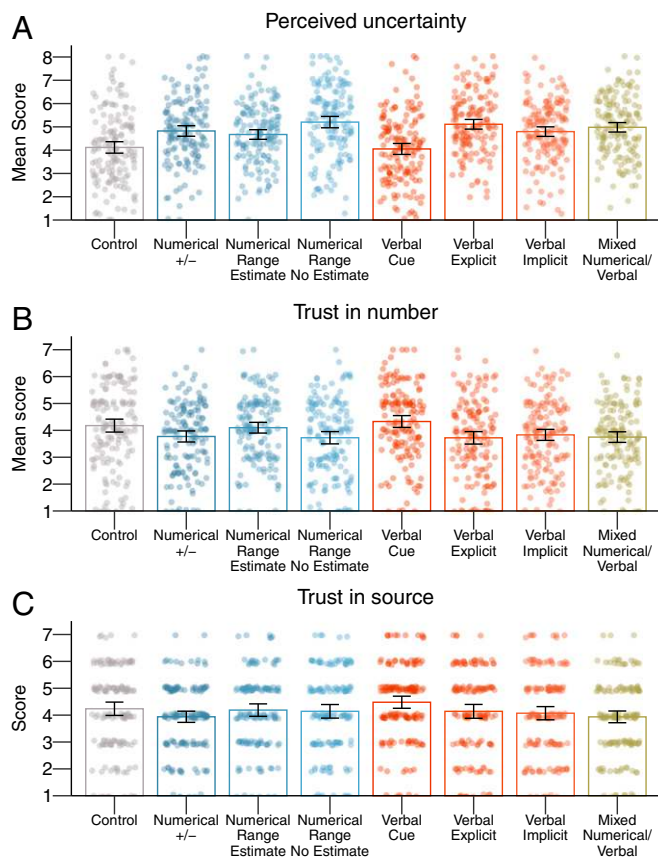 A
Perceived uncertainty
Mean Score
8
7
6
5
4
3
2
1
Control
Numerical
+/−
Numerical
Range
Estimate
Numerical
Range
No Estimate
Verbal
Cue
Verbal
Explicit
Verbal
Implicit
Mixed
Numerical/
Verbal
B
Trust in number
Mean score
7
6
5
4
3
2
1
Control
Numerical
+/−
Numerical
Range
Estimate
Numerical
Range
No Estimate
Verbal
Cue
Verbal
Explicit
Verbal
Implicit
Mixed
Numerical/
Verbal
C
Trust in source
Score
7
6
5
4
3
2
1
Control
Numerical
+/−
Numerical
Range
Estimate
Numerical
Range
No Estimate
Verbal
Cue
Verbal
Explicit
Verbal
Implicit
Mixed
Numerical/
Verbal